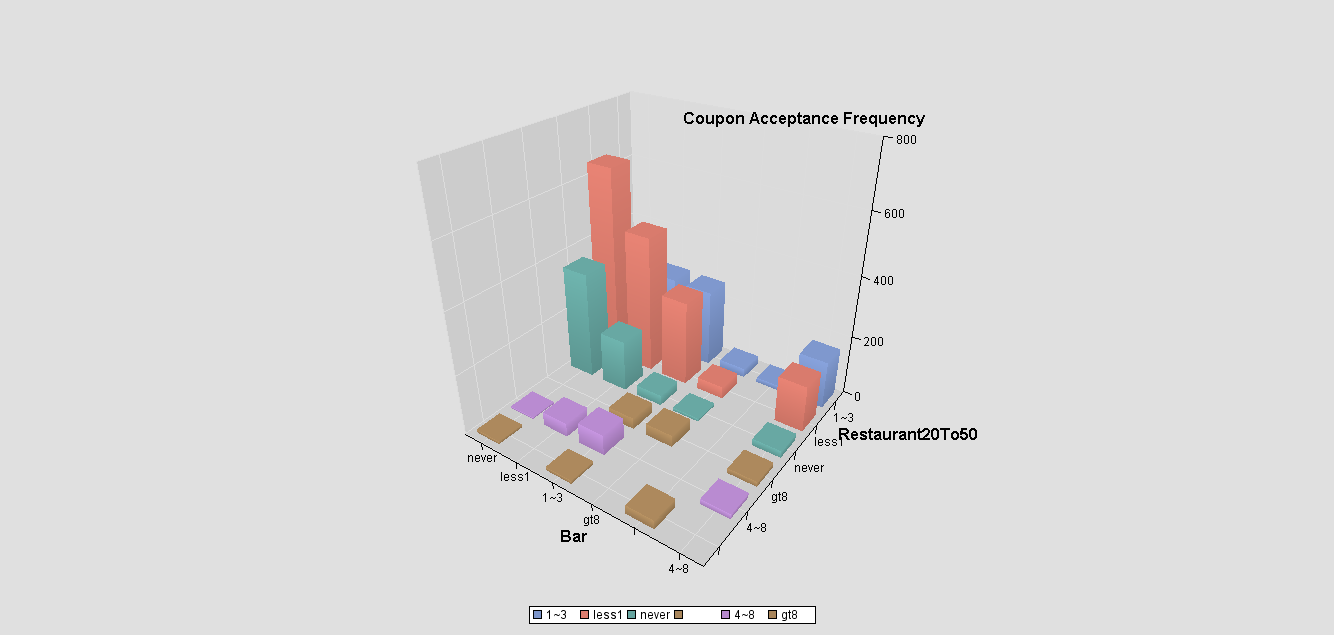 Coupon Acceptance Frequency
800
600
400
200
0
1~3
less1
never
gt8
4~8
Restaurant20To50
never
less1
1~3
gt8
4~8
Bar
1~3 less1 never 4~8 gt8